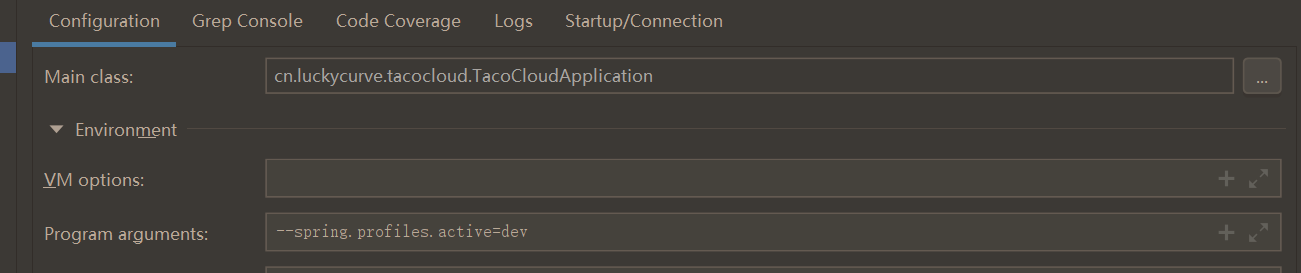 Configuration Grep Console Code Coverage Logs Startup/Connection
Main class: cn.luckycurve.tacocloud.TacoCloudApplication ...
Environment
VM options:
Program arguments: --spring.profiles.active=dev